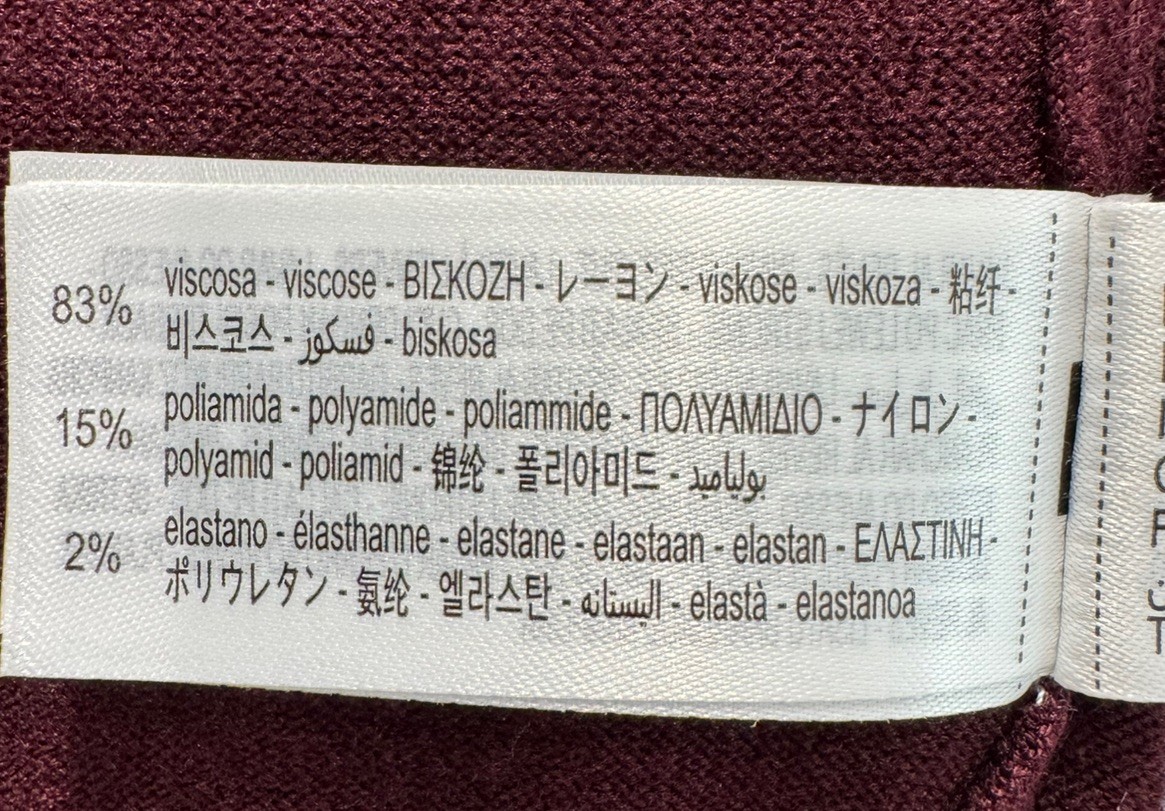 83% viscosa - viscose - ΒΙΣΚΟΖΗ - レーヨン - viskose - viskoza - 粘纤 -
비스코스 - فسكوز - biskosa
15% poliamida - polyamide - poliammide - ΠΟΛΥΑΜΙΔΙΟ - ナイロン -
polyamid - poliamid - 锦纶 - 폴리아미드 - بولياميد
2% elastano - élasthanne - elastane - elastaan - elastan - ΕΛΑΣΤΙΝΗ -
ポリウレタン - 氨纶 - 엘라스탄 - اليستانه - elastà - elastanoa